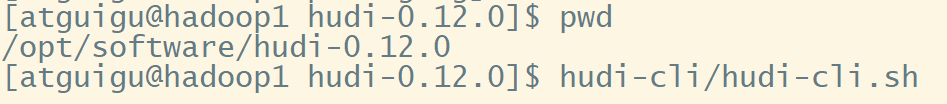 [atguigu@hadoop1 hudi-0.12.0]$ pwd
/opt/software/hudi-0.12.0
[atguigu@hadoop1 hudi-0.12.0]$ hudi-cli/hudi-cli.sh